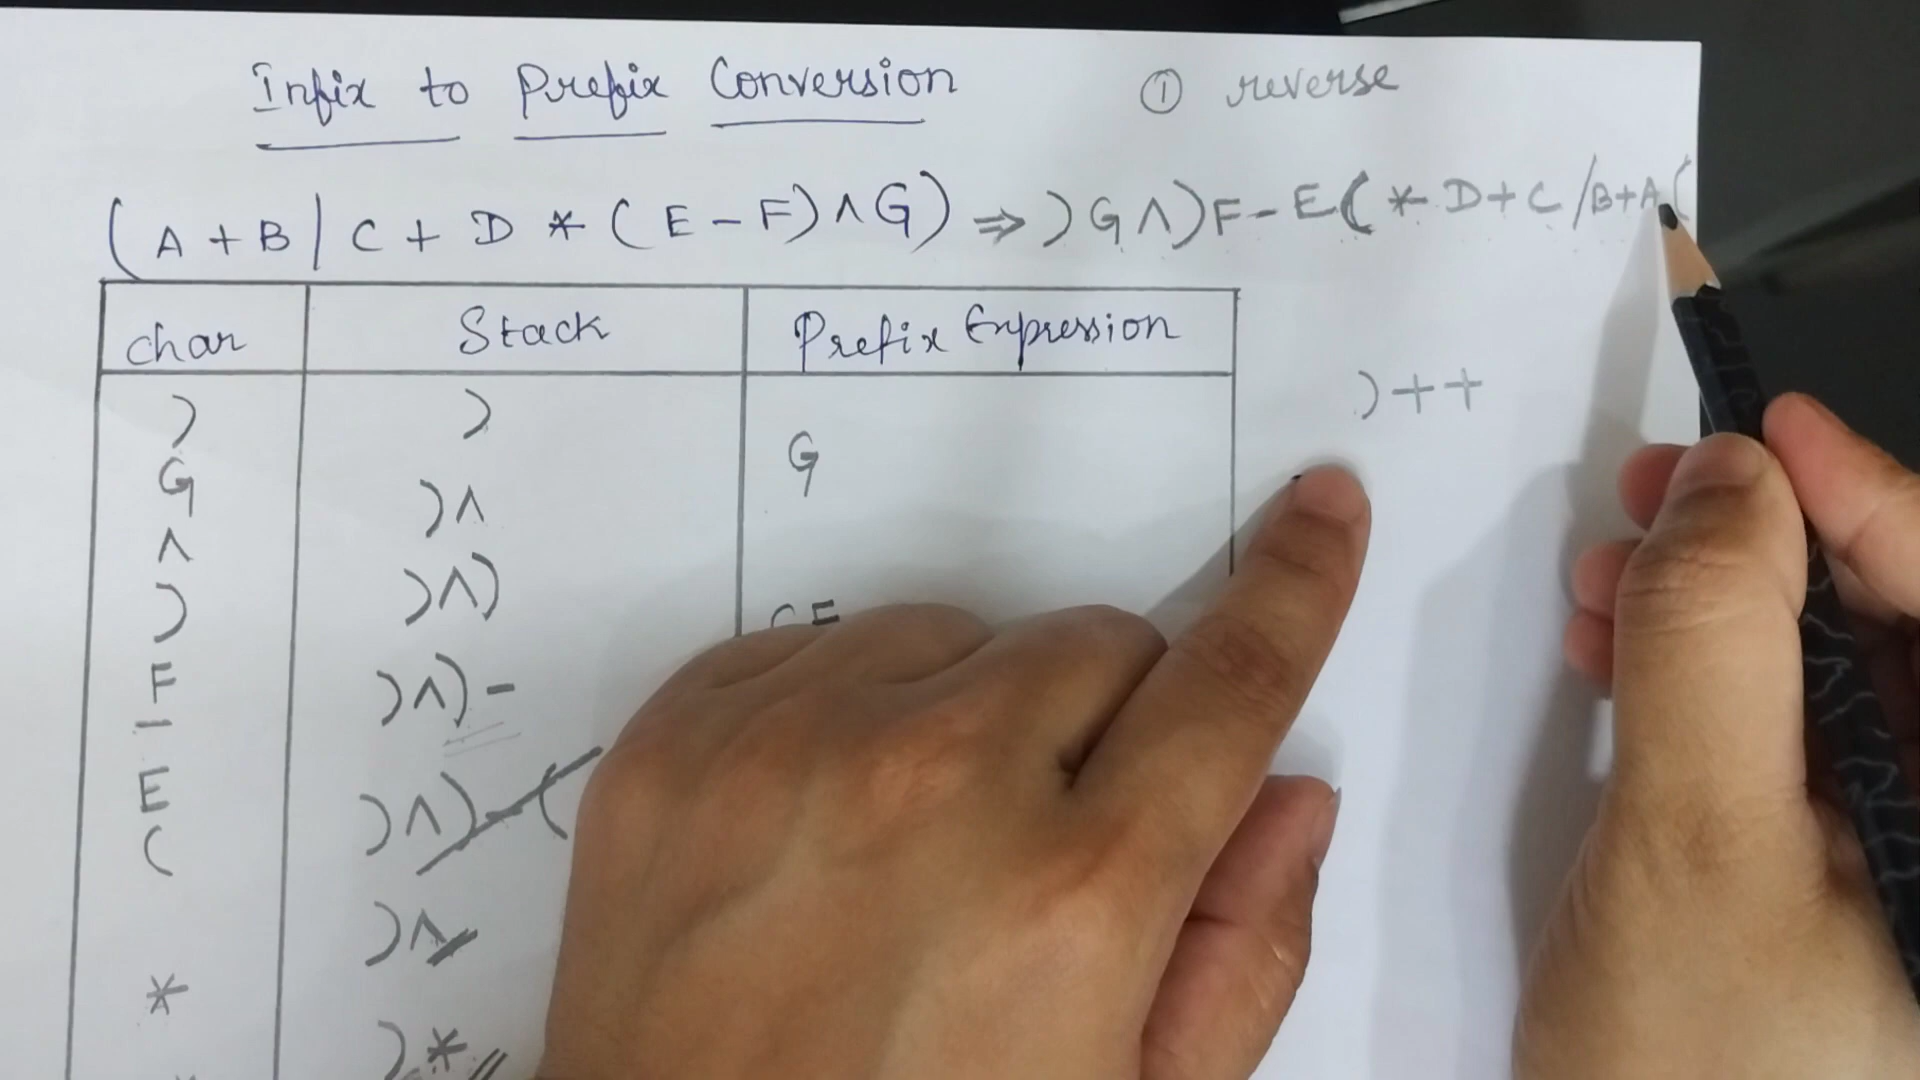 Infix to Prefix Conversion ① reverse
(A+B/C+D*(E-F)∧G) ⇒ )G∧)F-E(*D+C/B+A(
char Stack Prefix Expression
) )
G G
)∧
∧
)∧)
)
F )∧)-
-
E )∧)-(
(
)∧
*
)*
)++